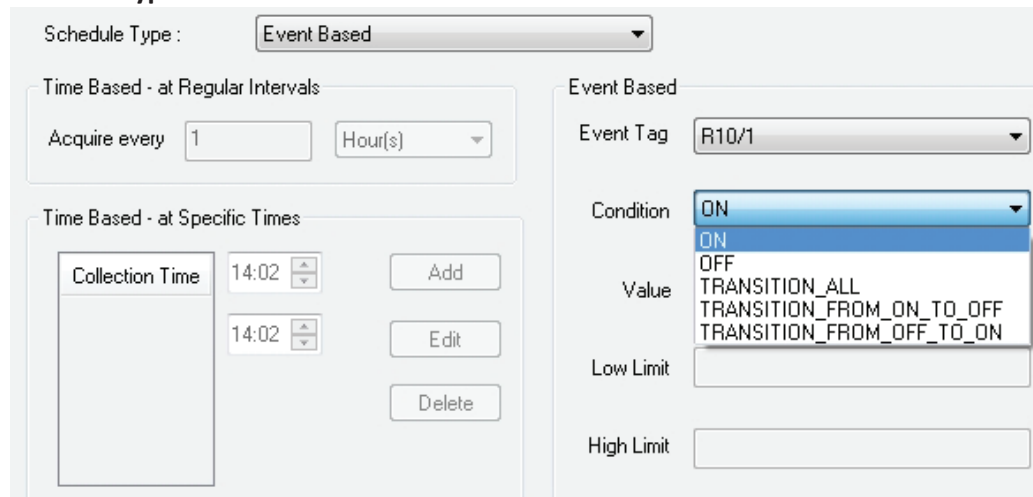 Schedule Type :
Event Based
Time Based - at Regular Intervals
Acquire every
1
Hour(s)
Time Based - at Specific Times
Collection Time
14:02
Add
14:02
Edit
Delete
Event Based
Event Tag
R10/1
Condition
ON
ON
OFF
TRANSITION_ALL
TRANSITION_FROM_ON_TO_OFF
TRANSITION_FROM_OFF_TO_ON
Value
Low Limit
High Limit